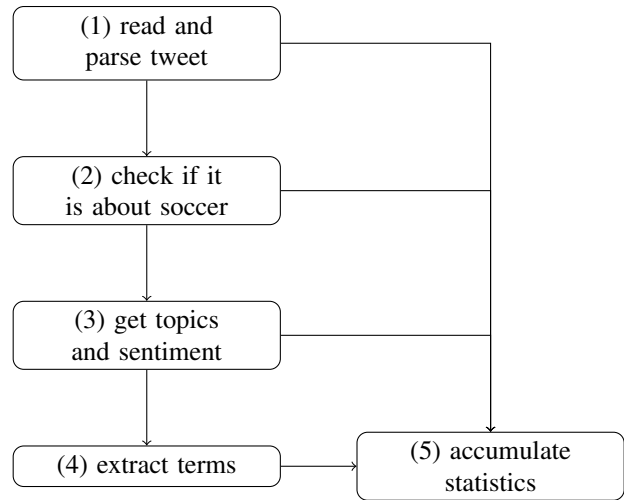 (1) read and
parse tweet
(2) check if it
is about soccer
(3) get topics
and sentiment
(4) extract terms
(5) accumulate
statistics